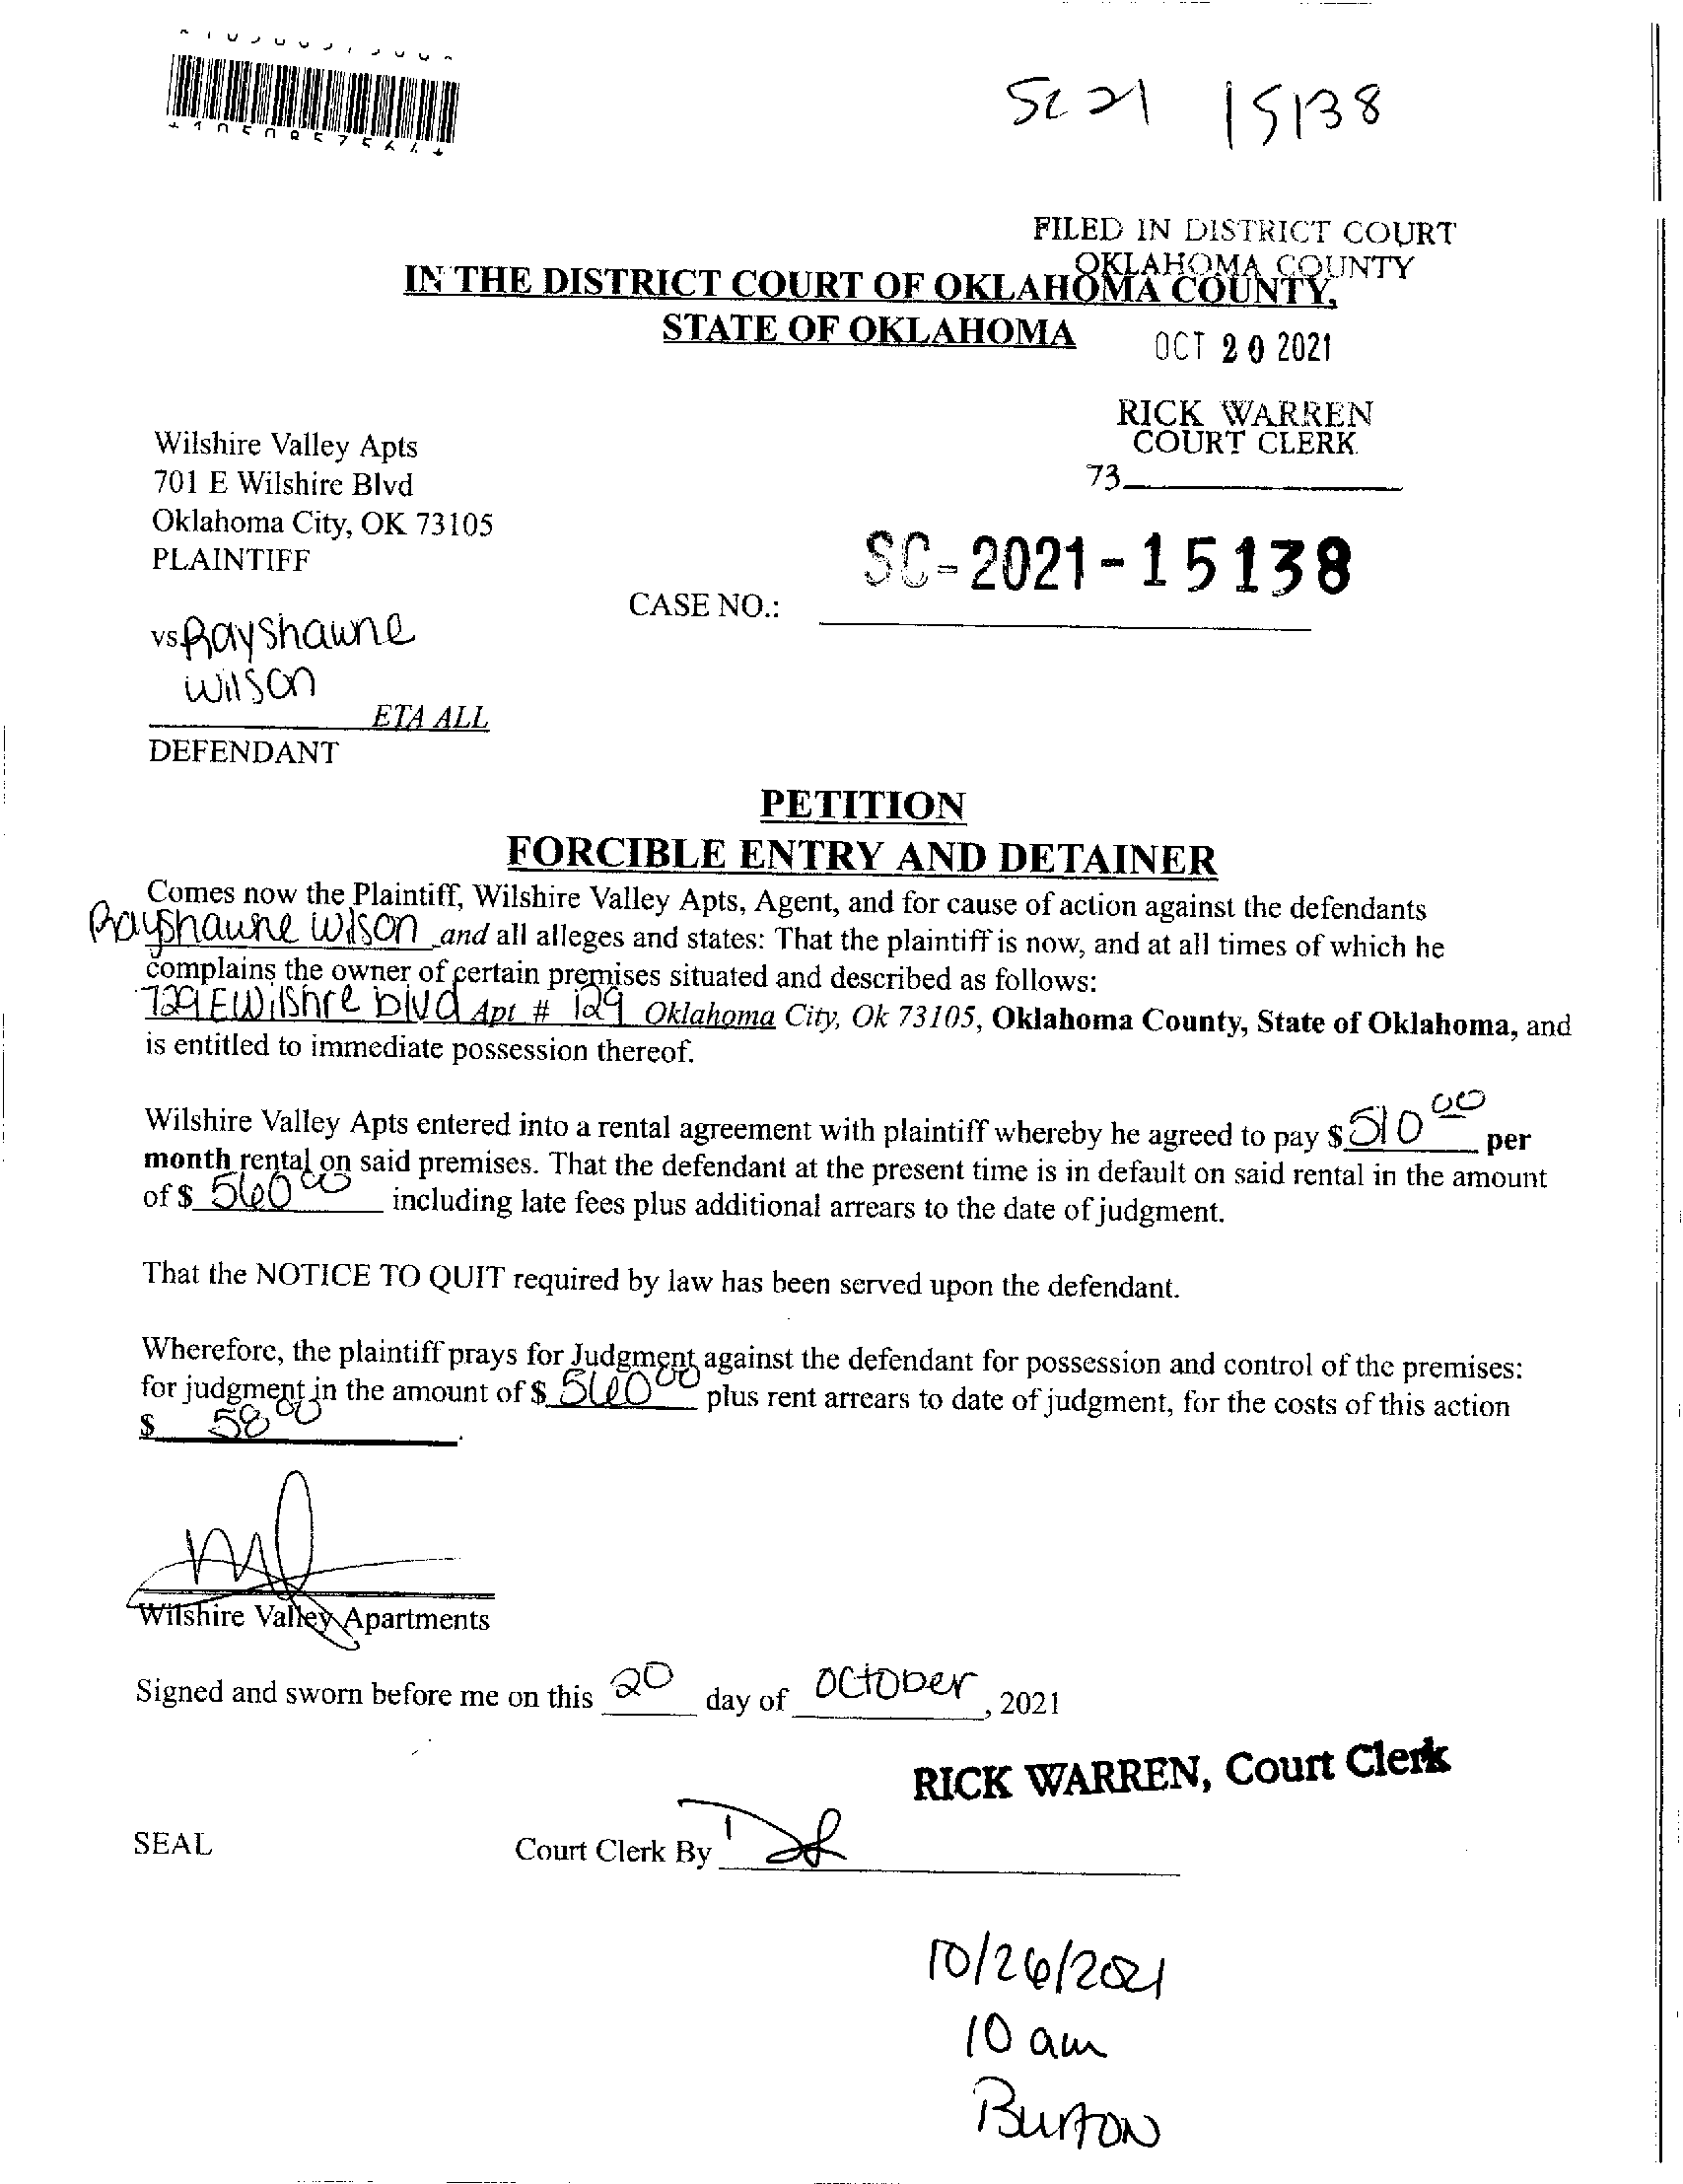 SC 21 15138
FILED IN DISTRICT COURT
OKLAHOMA COUNTY
IN THE DISTRICT COURT OF OKLAHOMA COUNTY,
STATE OF OKLAHOMA
OCT 20 2021
RICK WARREN
COURT CLERK
73
Wilshire Valley Apts
701 E Wilshire Blvd
Oklahoma City, OK 73105
PLAINTIFF
SC-2021-15138
CASE NO.:
vs. Rayshawne
Wilson
ETA ALL
DEFENDANT
PETITION
FORCIBLE ENTRY AND DETAINER
Comes now the Plaintiff, Wilshire Valley Apts, Agent, and for cause of action against the defendants
Rayshawne Wilson and all alleges and states: That the plaintiff is now, and at all times of which he
complains the owner of certain premises situated and described as follows:
729 E Wilshre blvd Apt # 129 Oklahoma City, Ok 73105, Oklahoma County, State of Oklahoma, and
is entitled to immediate possession thereof.
Wilshire Valley Apts entered into a rental agreement with plaintiff whereby he agreed to pay $ 510 00 per
month rental on said premises. That the defendant at the present time is in default on said rental in the amount
of $ 560 00 including late fees plus additional arrears to the date of judgment.
That the NOTICE TO QUIT required by law has been served upon the defendant.
Wherefore, the plaintiff prays for Judgment against the defendant for possession and control of the premises:
for judgment in the amount of $ 560 00 plus rent arrears to date of judgment, for the costs of this action
$ 58 00.
Wilshire Valley Apartments
Signed and sworn before me on this 20 day of October, 2021
RICK WARREN, Court Clerk
SEAL
Court Clerk By
10/26/2021
10 am
Burton